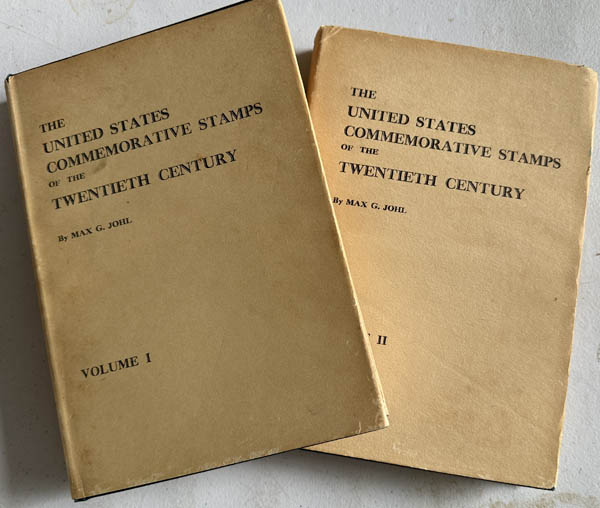 THE
UNITED STATES
COMMEMORATIVE STAMPS
OF THE
TWENTIETH CENTURY
By MAX G. JOHL
VOLUME I
THE
UNITED STATES
COMMEMORATIVE STAMPS
OF THE
TWENTIETH CENTURY
By MAX G. JOHL
II